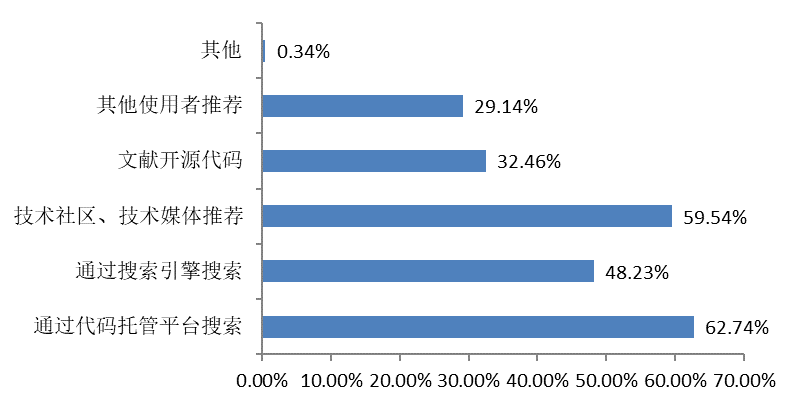 其他
0.34%
其他使用者推荐
29.14%
文献开源代码
32.46%
技术社区、技术媒体推荐
59.54%
通过搜索引擎搜索
48.23%
通过代码托管平台搜索
62.74%
0.00% 10.00% 20.00% 30.00% 40.00% 50.00% 60.00% 70.00%